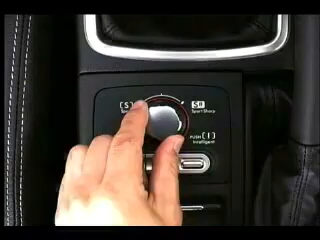 [S]
S#
Sport Sharp
PUSH [I]
Intelligent